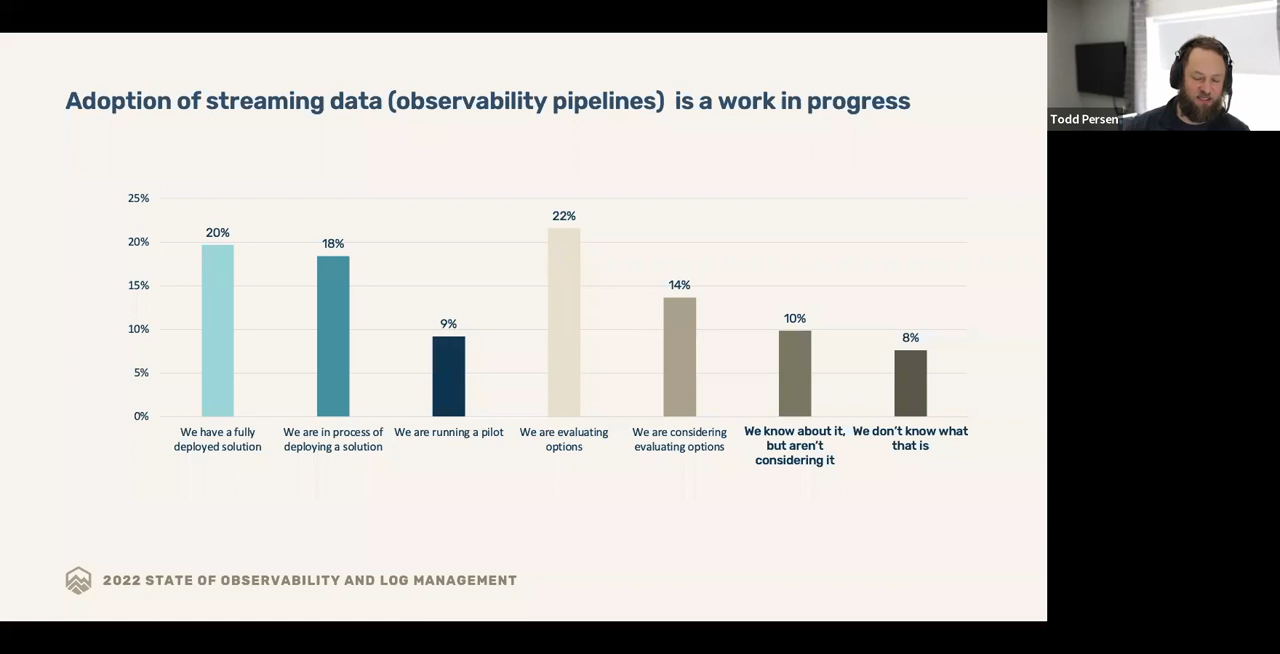 Adoption of streaming data (observability pipelines) is a work in progress
Todd Persen
25%
20%
15%
10%
5%
0%
20%
18%
9%
22%
14%
10%
8%
We have a fully
deployed solution
We are in process of
deploying a solution
We are running a pilot
We are evaluating
options
We are considering
evaluating options
We know about it,
but aren't
considering it
We don't know what
that is
2022 STATE OF OBSERVABILITY AND LOG MANAGEMENT